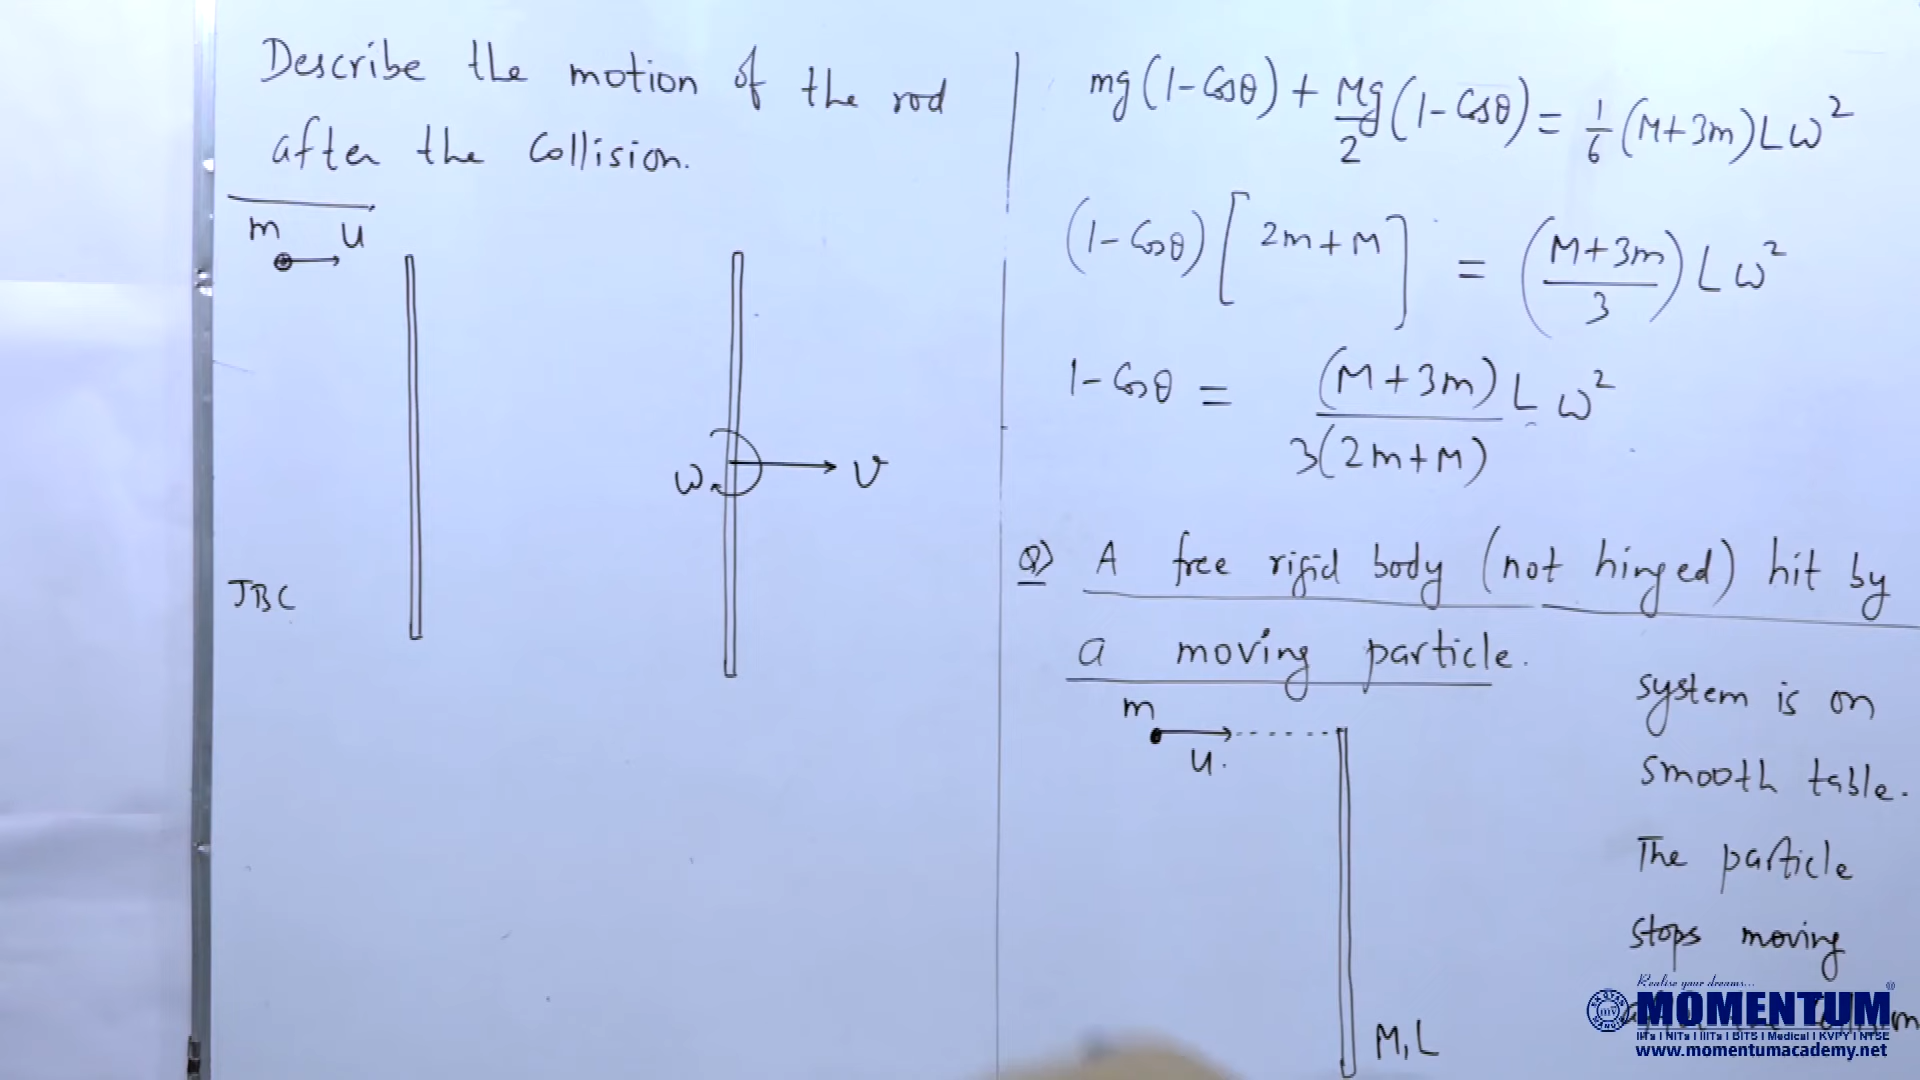 Describe the motion of the rod
after the Collision.
m u
ω v
JBC
mg(1-Cosθ) + Mg/2 (1-Cosθ) = 1/6 (M+3m)Lω²
(1-Cosθ)[2m+M] = (M+3m/3) Lω²
1-Cosθ = (M+3m)/3(2m+M) L ω²
Q) A free rigid body (not hinged) hit by
a moving particle.
m
u.
M, L
system is on
smooth table.
The particle
stops moving
Realise your dreams...
MOMENTUM
IITs | NITs | IIITs | BITS | Medical | KVPY | NTSE
www.momentumacademy.net